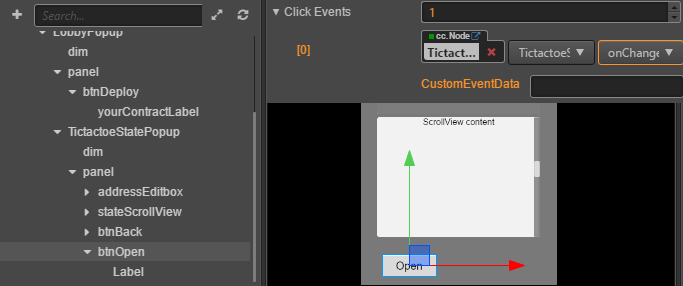 Search...
LobbyPopup
dim
panel
btnDeploy
yourContractLabel
TictactoeStatePopup
dim
panel
addressEditbox
stateScrollView
btnBack
btnOpen
Label
Click Events
1
[0]
cc.Node
Tictact...
TictactoeS
onChange
CustomEventData
ScrollView content
Open